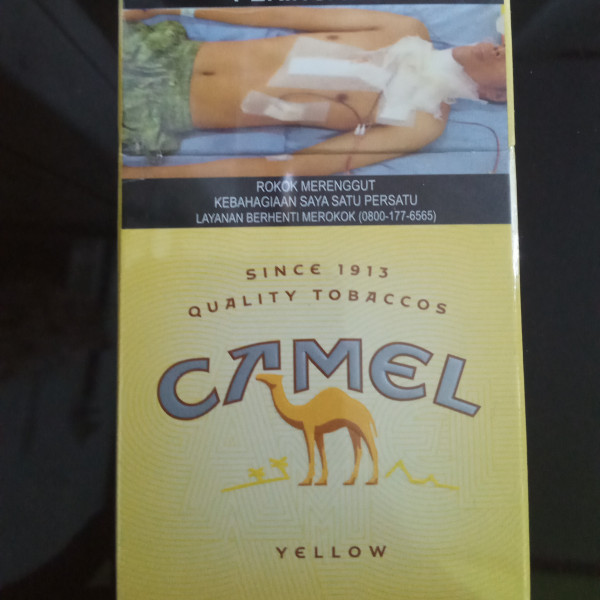 ROKOK MERENGGUT
KEBAHAGIAAN SAYA SATU PERSATU
LAYANAN BERHENTI MEROKOK (0800-177-6565)
SINCE 1913
QUALITY TOBACCOS
CAMEL
YELLOW